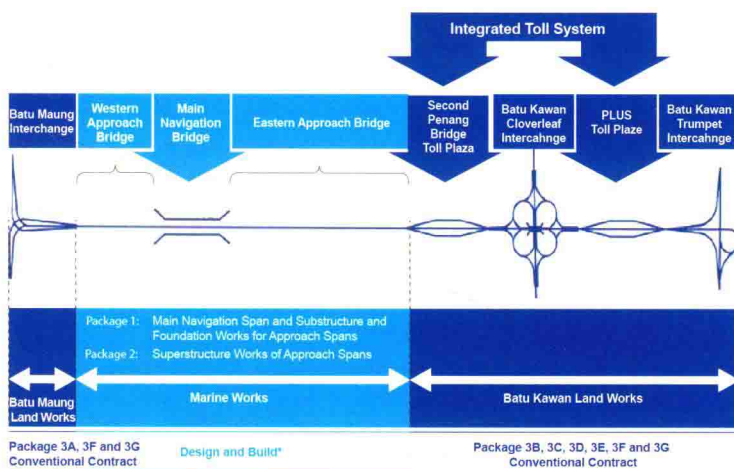 Integrated Toll System
Batu Maung
Interchange
Western
Approach
Bridge
Main
Navigation
Bridge
Eastern Approach Bridge
Second
Penang
Bridge
Toll Plaza
Batu Kawan
Cloverleaf
Intercahnge
PLUS
Toll Plaze
Batu Kawan
Trumpet
Intercahnge
Package 1: Main Navigation Span and Substructure and
Foundation Works for Approach Spans
Package 2: Superstructure Works of Approach Spans
Batu Maung
Land Works
Marine Works
Batu Kawan Land Works
Package 3A, 3F and 3G
Conventional Contract
Design and Build*
Package 3B, 3C, 3D, 3E, 3F and 3G
Conventional Contract